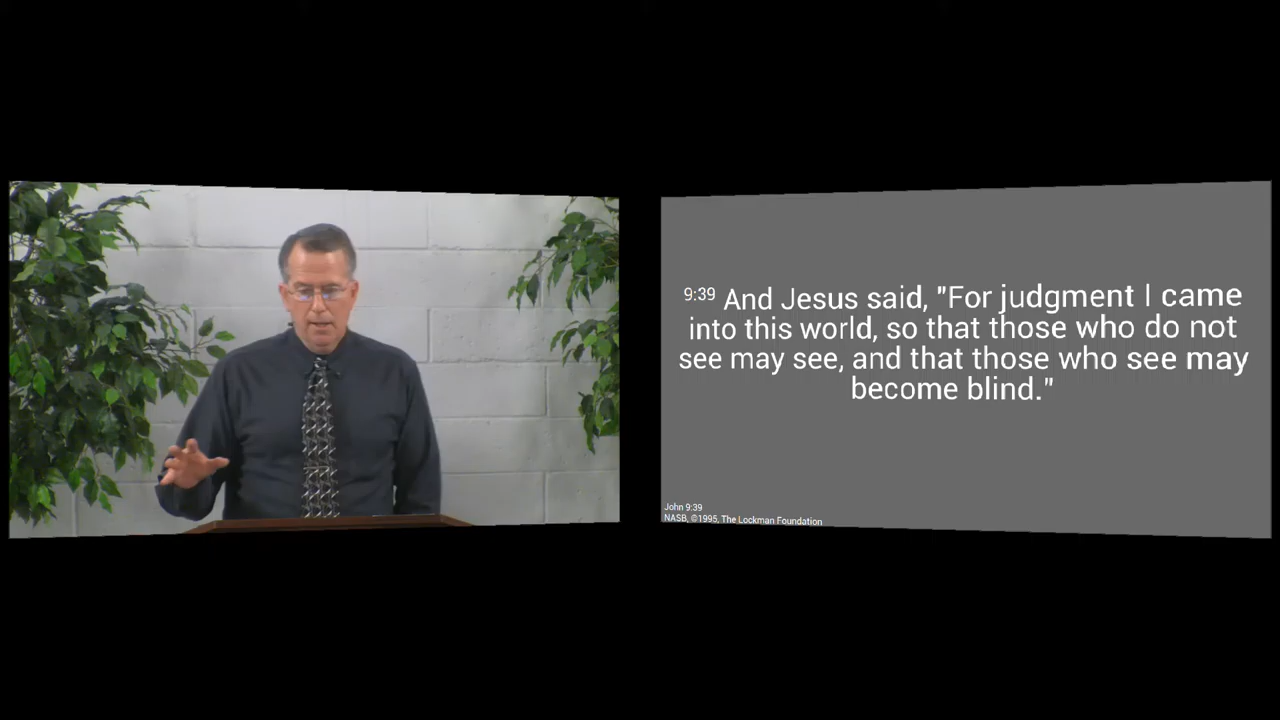 9:39 And Jesus said, "For judgment I came
into this world, so that those who do not
see may see, and that those who see may
become blind."
John 9:39
NASB, ©1995, The Lockman Foundation